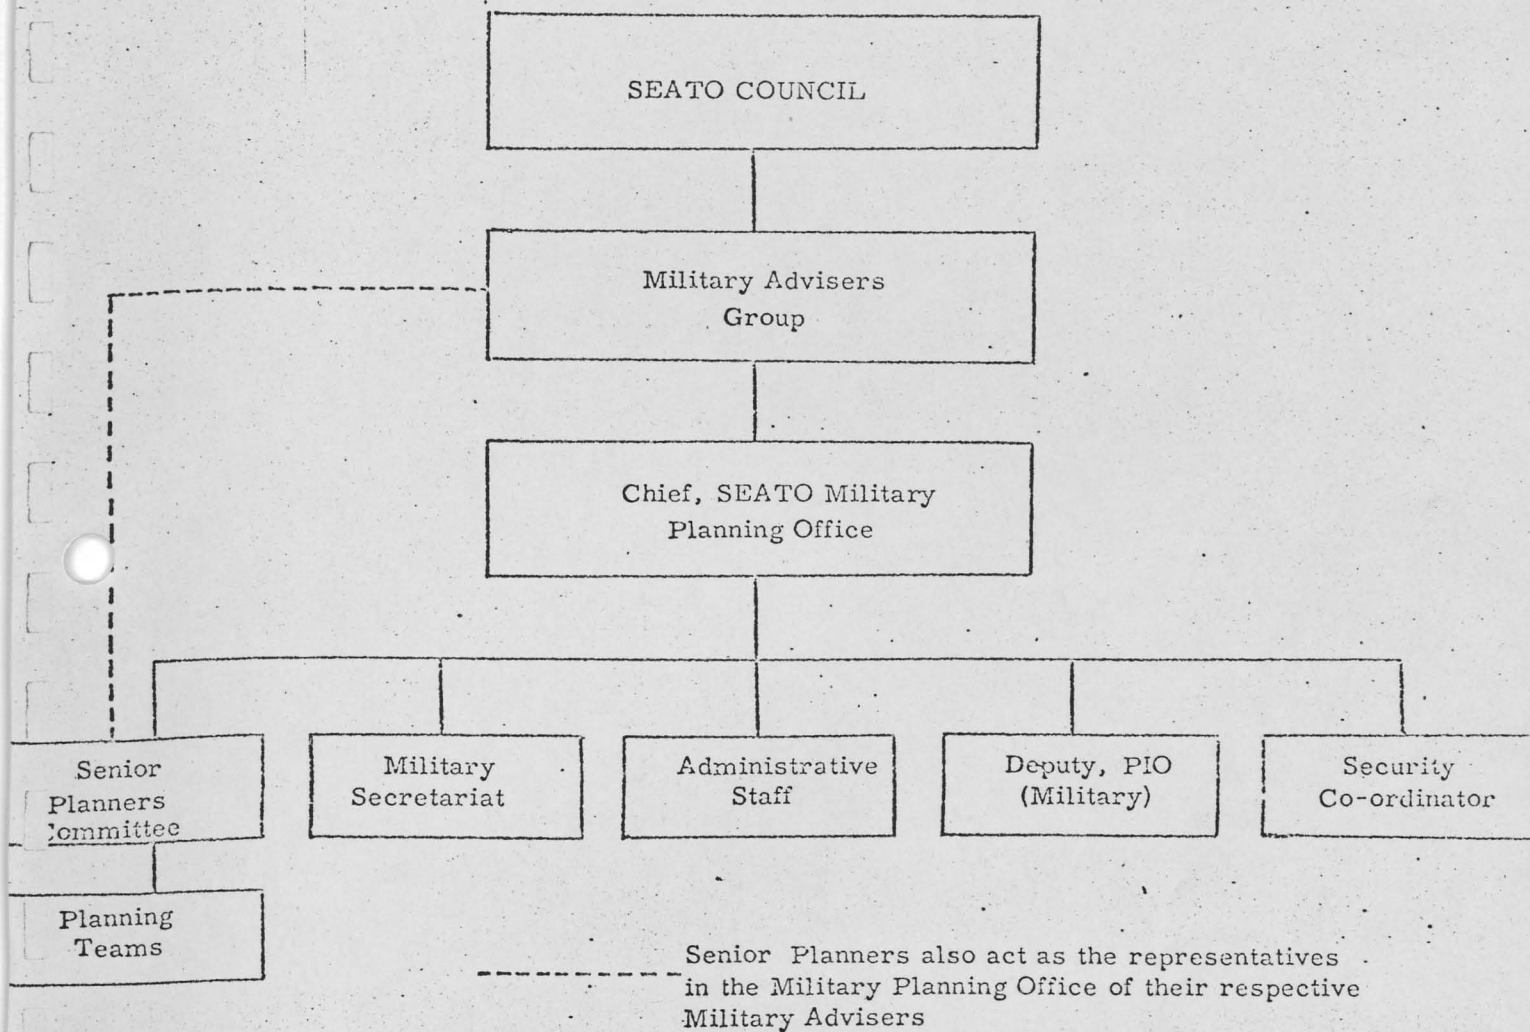 SEATO COUNCIL
Military Advisers
Group
Chief, SEATO Military
Planning Office
Senior
Planners
Committee
Military
Secretariat
Administrative
Staff
Deputy, PIO
(Military)
Security
Co-ordinator
Planning
Teams
Senior Planners also act as the representatives
in the Military Planning Office of their respective
Military Advisers